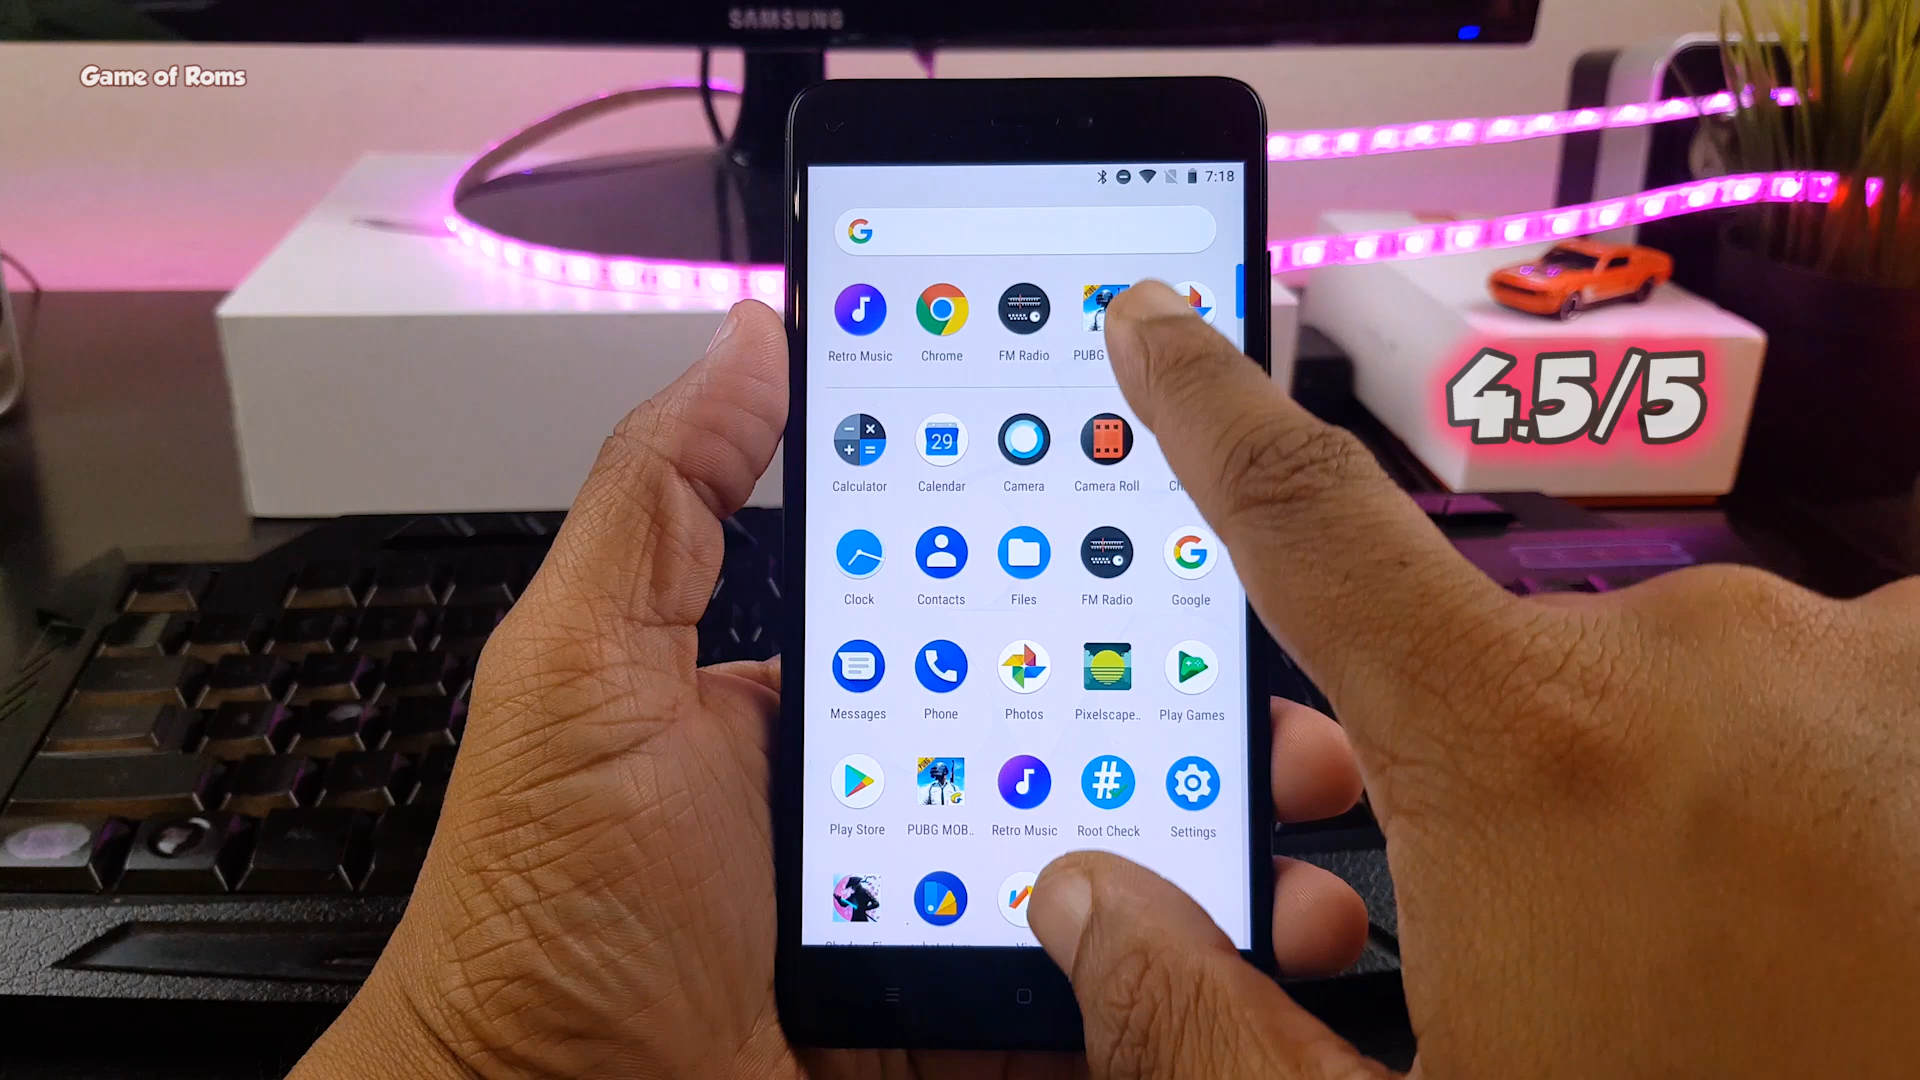 SAMSUNG
Game of Roms
7:18
Retro Music Chrome FM Radio PUBG
4.5/5
29
Calculator Calendar Camera Camera Roll Ch
Clock Contacts Files FM Radio Google
Messages Phone Photos Pixelscape.. Play Games
Play Store PUBG MOB.. Retro Music Root Check Settings